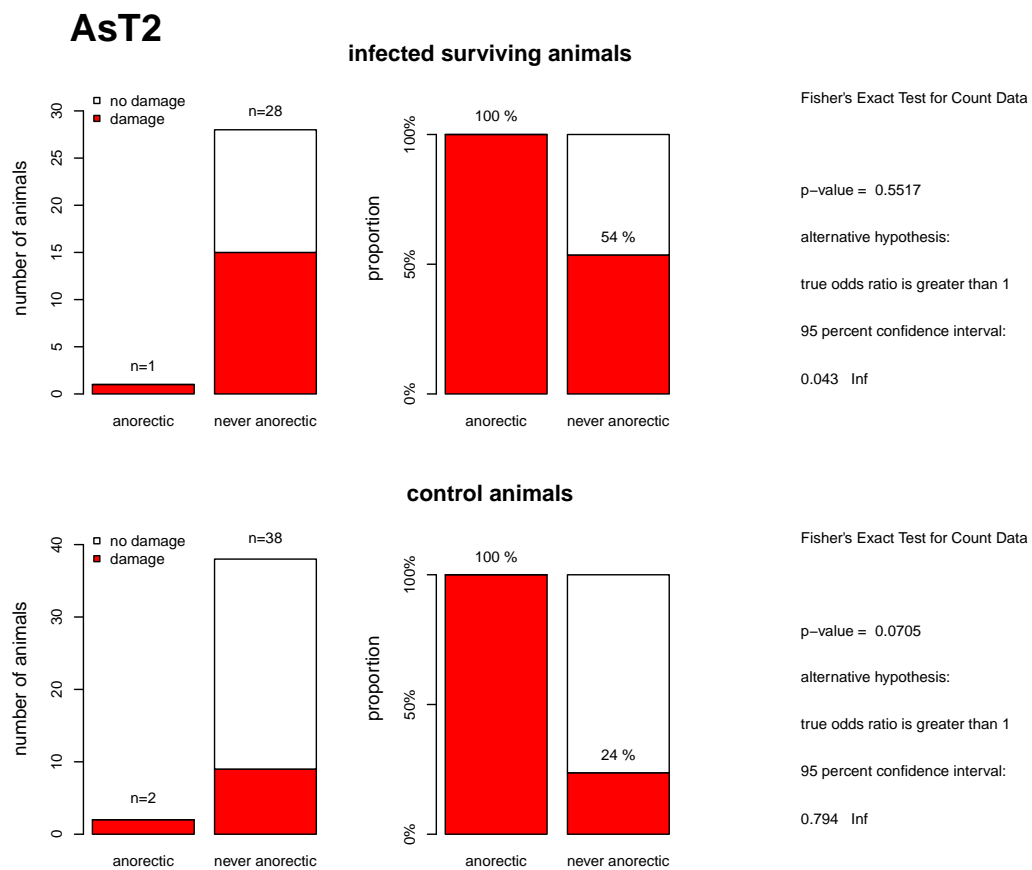 AsT2
infected surviving animals
no damage
damage
n=28
n=1
number of animals
0
5
10
15
20
25
30
anorectic
never anorectic
100 %
54 %
proportion
0%
50%
100%
anorectic
never anorectic
Fisher's Exact Test for Count Data
p−value = 0.5517
alternative hypothesis:
true odds ratio is greater than 1
95 percent confidence interval:
0.043 Inf
control animals
no damage
damage
n=38
n=2
number of animals
0
10
20
30
40
anorectic
never anorectic
100 %
24 %
proportion
0%
50%
100%
anorectic
never anorectic
Fisher's Exact Test for Count Data
p−value = 0.0705
alternative hypothesis:
true odds ratio is greater than 1
95 percent confidence interval:
0.794 Inf